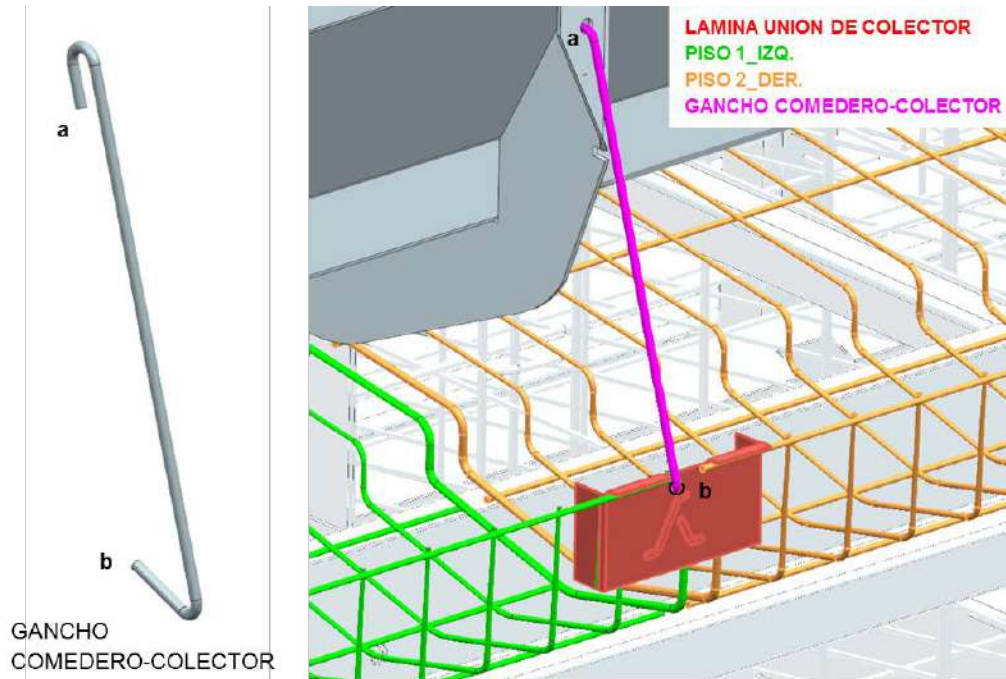 a
b
GANCHO
COMEDERO-COLECTOR
a
LAMINA UNION DE COLECTOR
PISO 1_IZQ.
PISO 2_DER.
GANCHO COMEDERO-COLECTOR
b